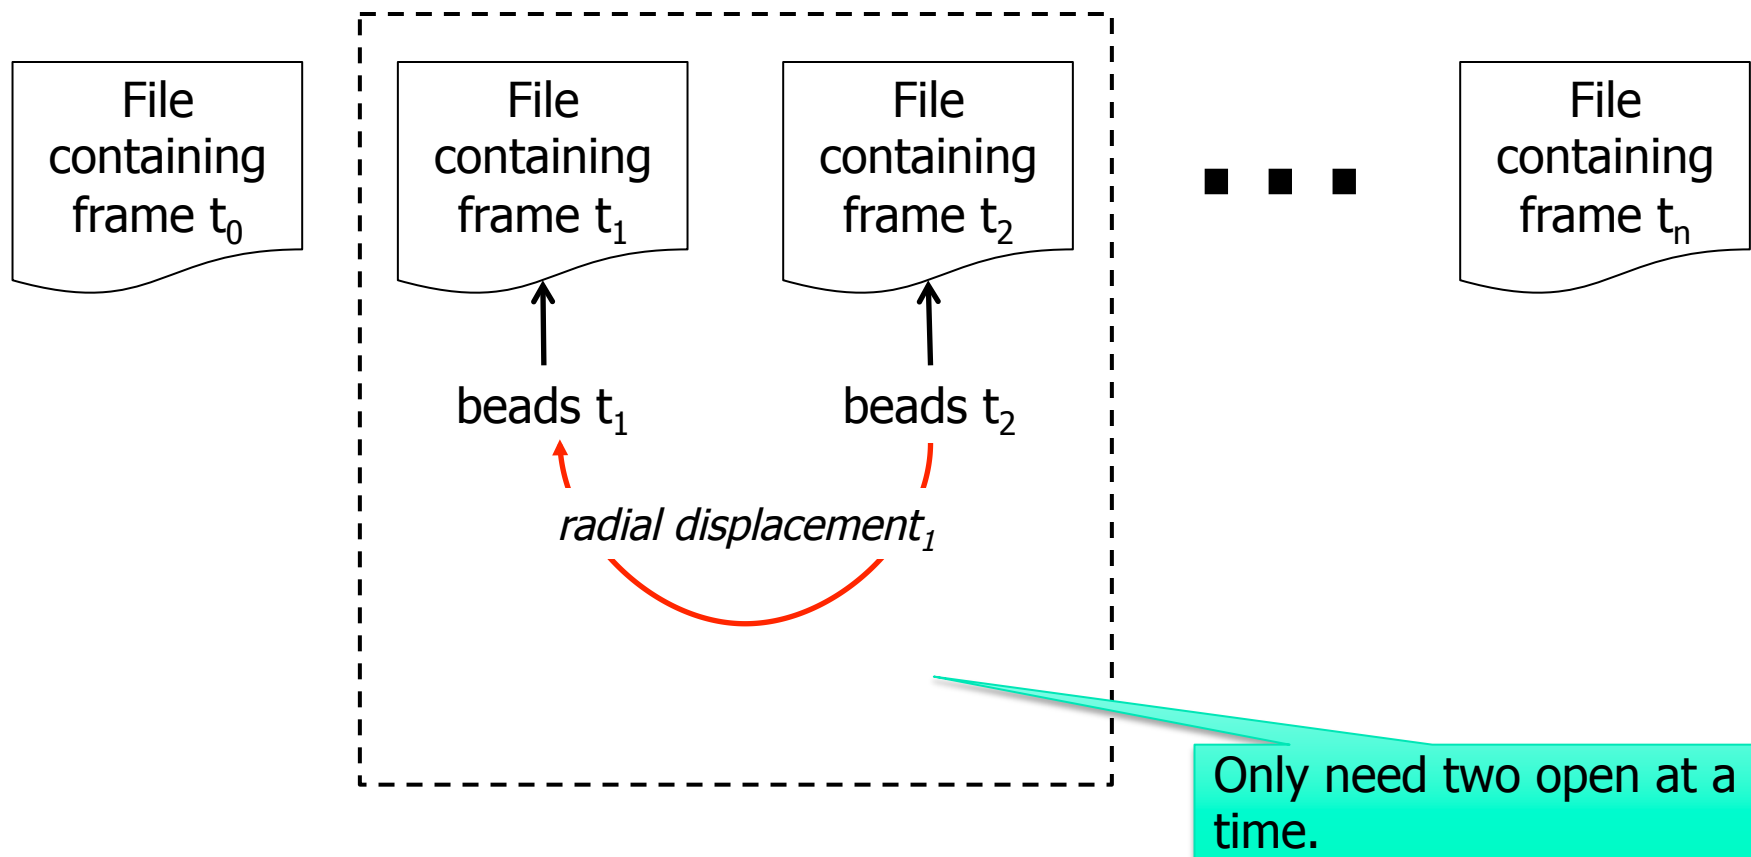 File
containing
frame t₀
File
containing
frame t₁
File
containing
frame t₂
File
containing
frame tₙ
beads t₁
beads t₂
radial displacement₁
Only need two open at a
time.